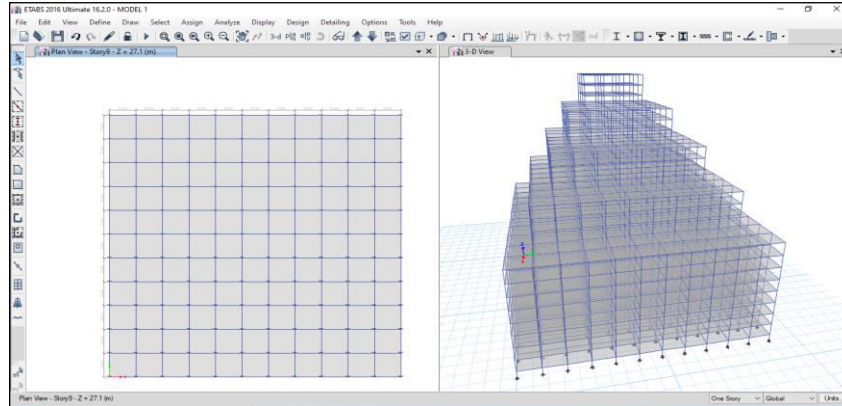 ETABS 2016 Ultimate 16.2.0 - MODEL 1
File Edit View Define Draw Select Assign Analyze Display Design Detailing Options Tools Help
3-d
Plan View - Story9 - Z = 27.1 (m)
3-D View
Plan View - Story9 - Z = 27.1 (m)
One Story Global Units